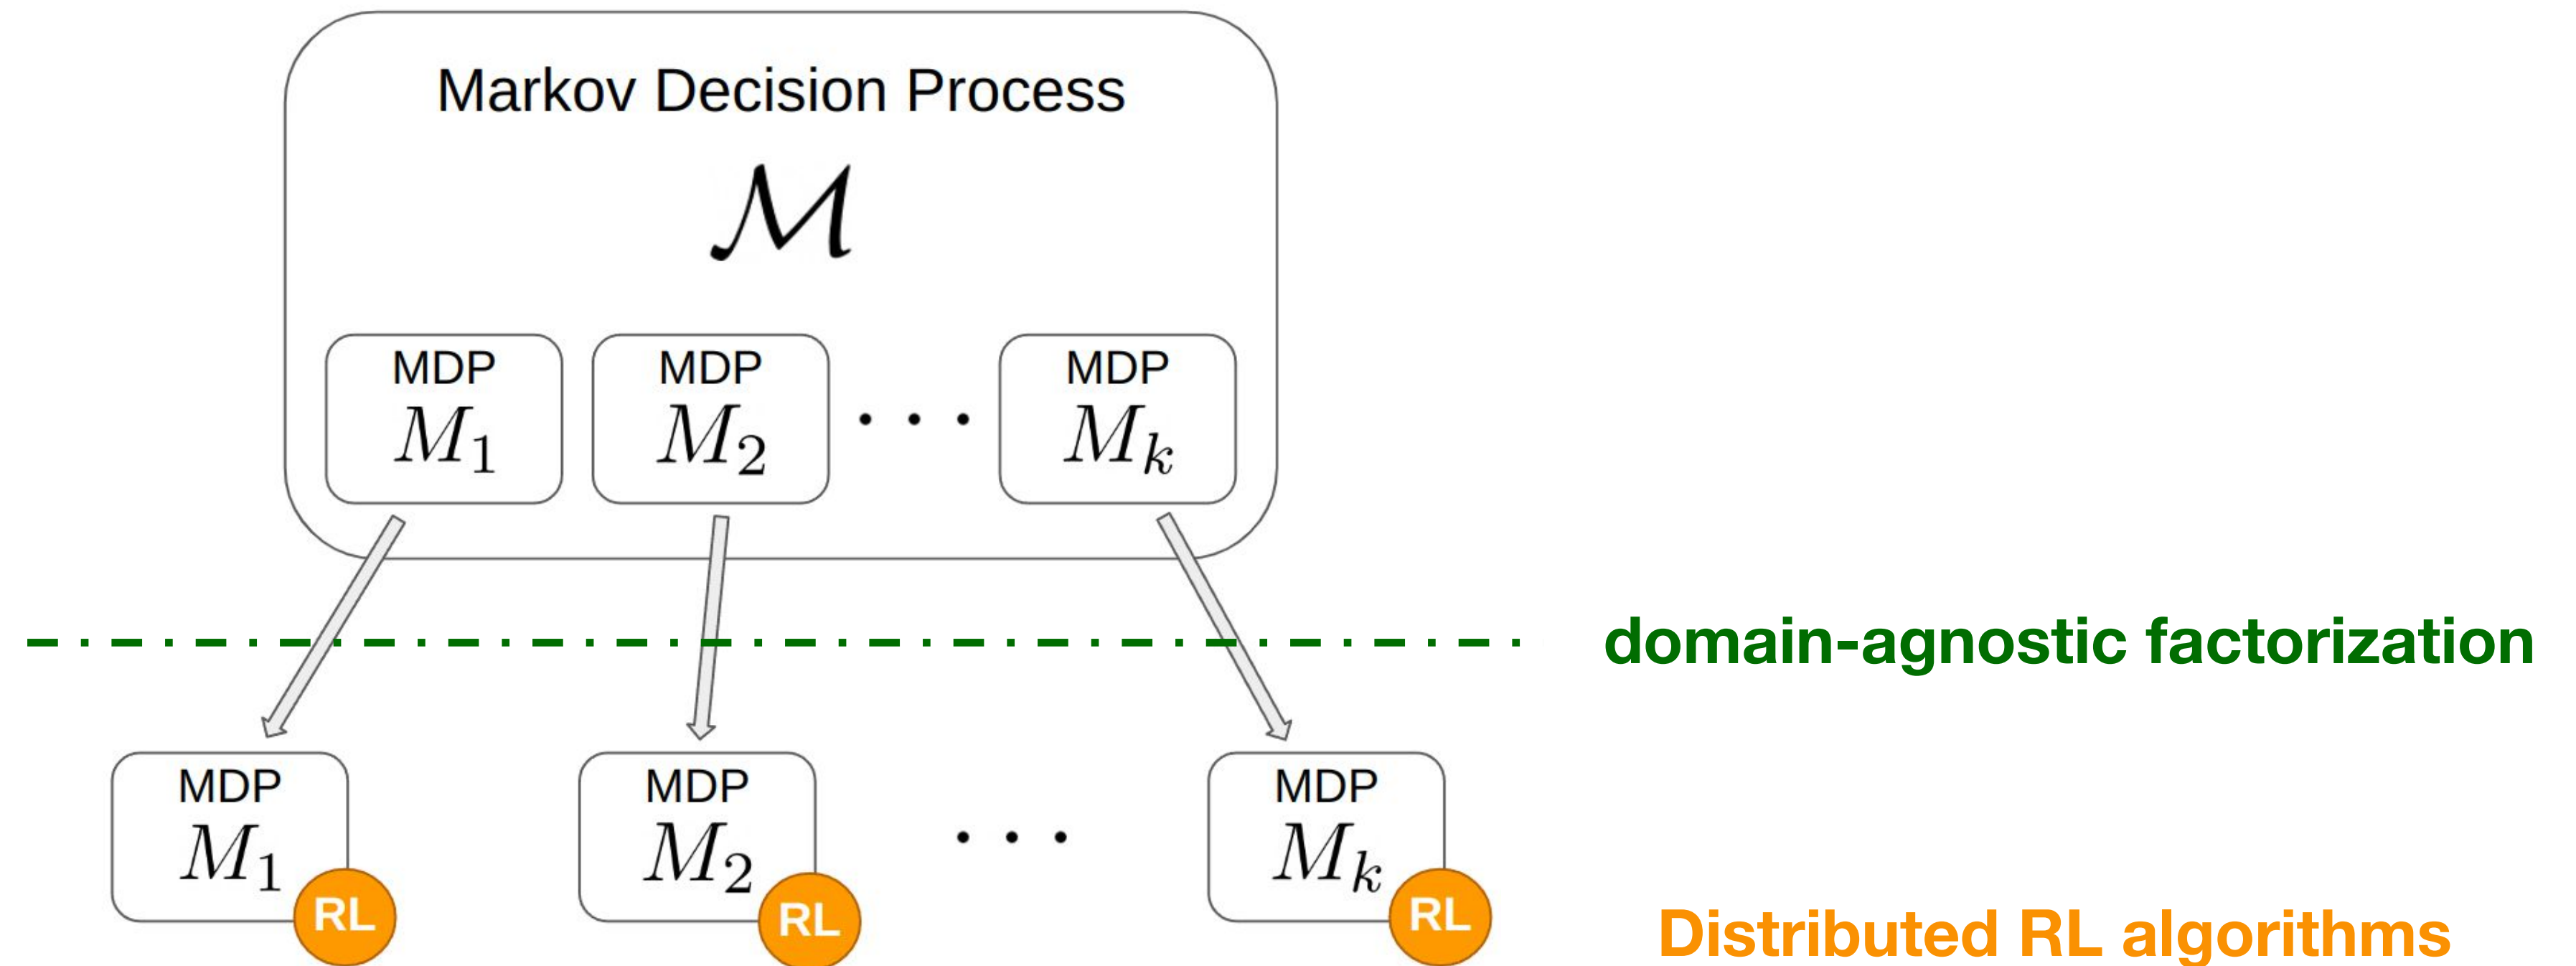 Markov Decision Process
ℳ
MDP MDP MDP
M₁ M₂ · · · Mₖ
domain-agnostic factorization
MDP MDP MDP
M₁ M₂ · · · Mₖ
RL RL RL
Distributed RL algorithms